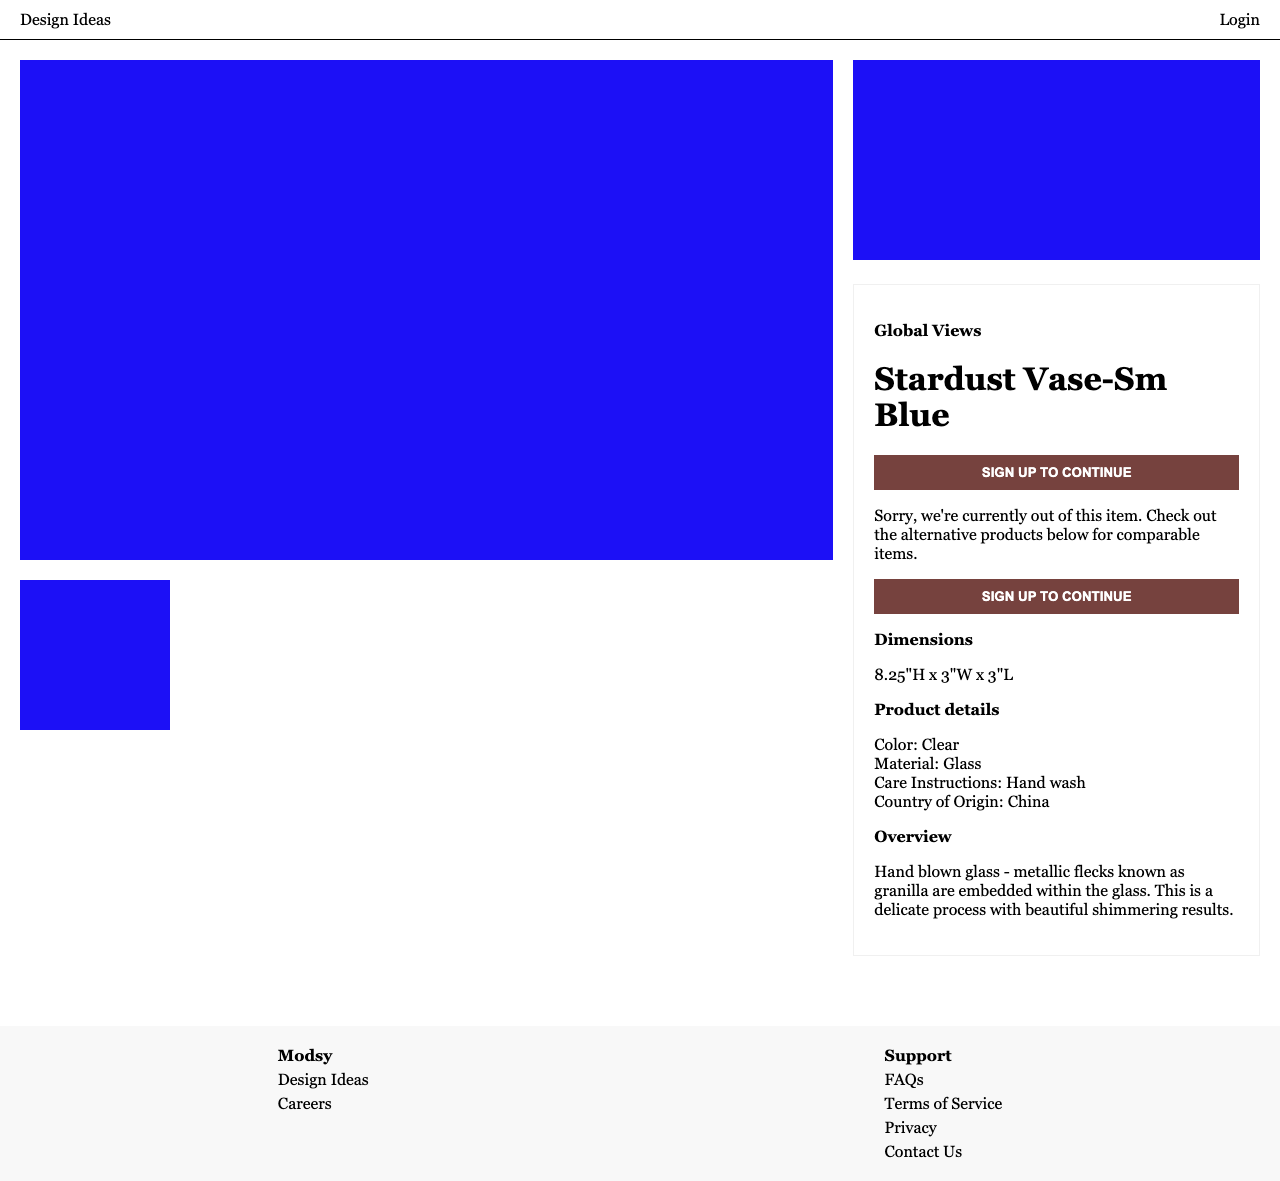 Design Ideas
Login
Global Views
Stardust Vase-Sm
Blue
SIGN UP TO CONTINUE
Sorry, we're currently out of this item. Check out
the alternative products below for comparable
items.
SIGN UP TO CONTINUE
Dimensions
8.25"H x 3"W x 3"L
Product details
Color: Clear
Material: Glass
Care Instructions: Hand wash
Country of Origin: China
Overview
Hand blown glass - metallic flecks known as
granilla are embedded within the glass. This is a
delicate process with beautiful shimmering results.
Modsy
Design Ideas
Careers
Support
FAQs
Terms of Service
Privacy
Contact Us